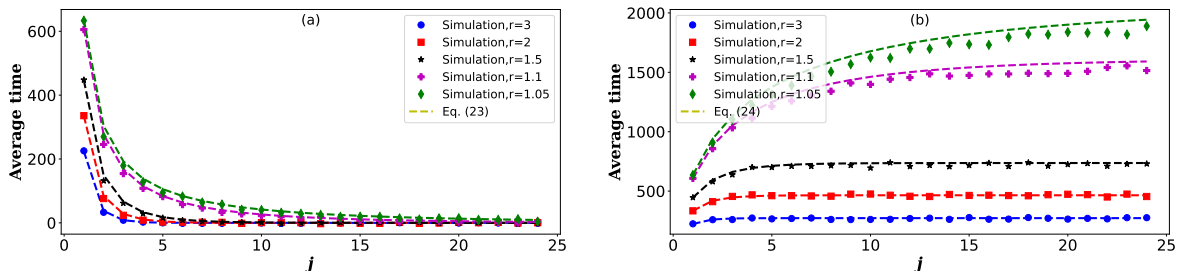 (a)
Average time
600
400
200
0
0
5
10
15
20
25
j
Simulation,r=3
Simulation,r=2
Simulation,r=1.5
Simulation,r=1.1
Simulation,r=1.05
Eq. (23)
(b)
Average time
2000
1500
1000
500
0
5
10
15
20
25
j
Simulation,r=3
Simulation,r=2
Simulation,r=1.5
Simulation,r=1.1
Simulation,r=1.05
Eq. (24)